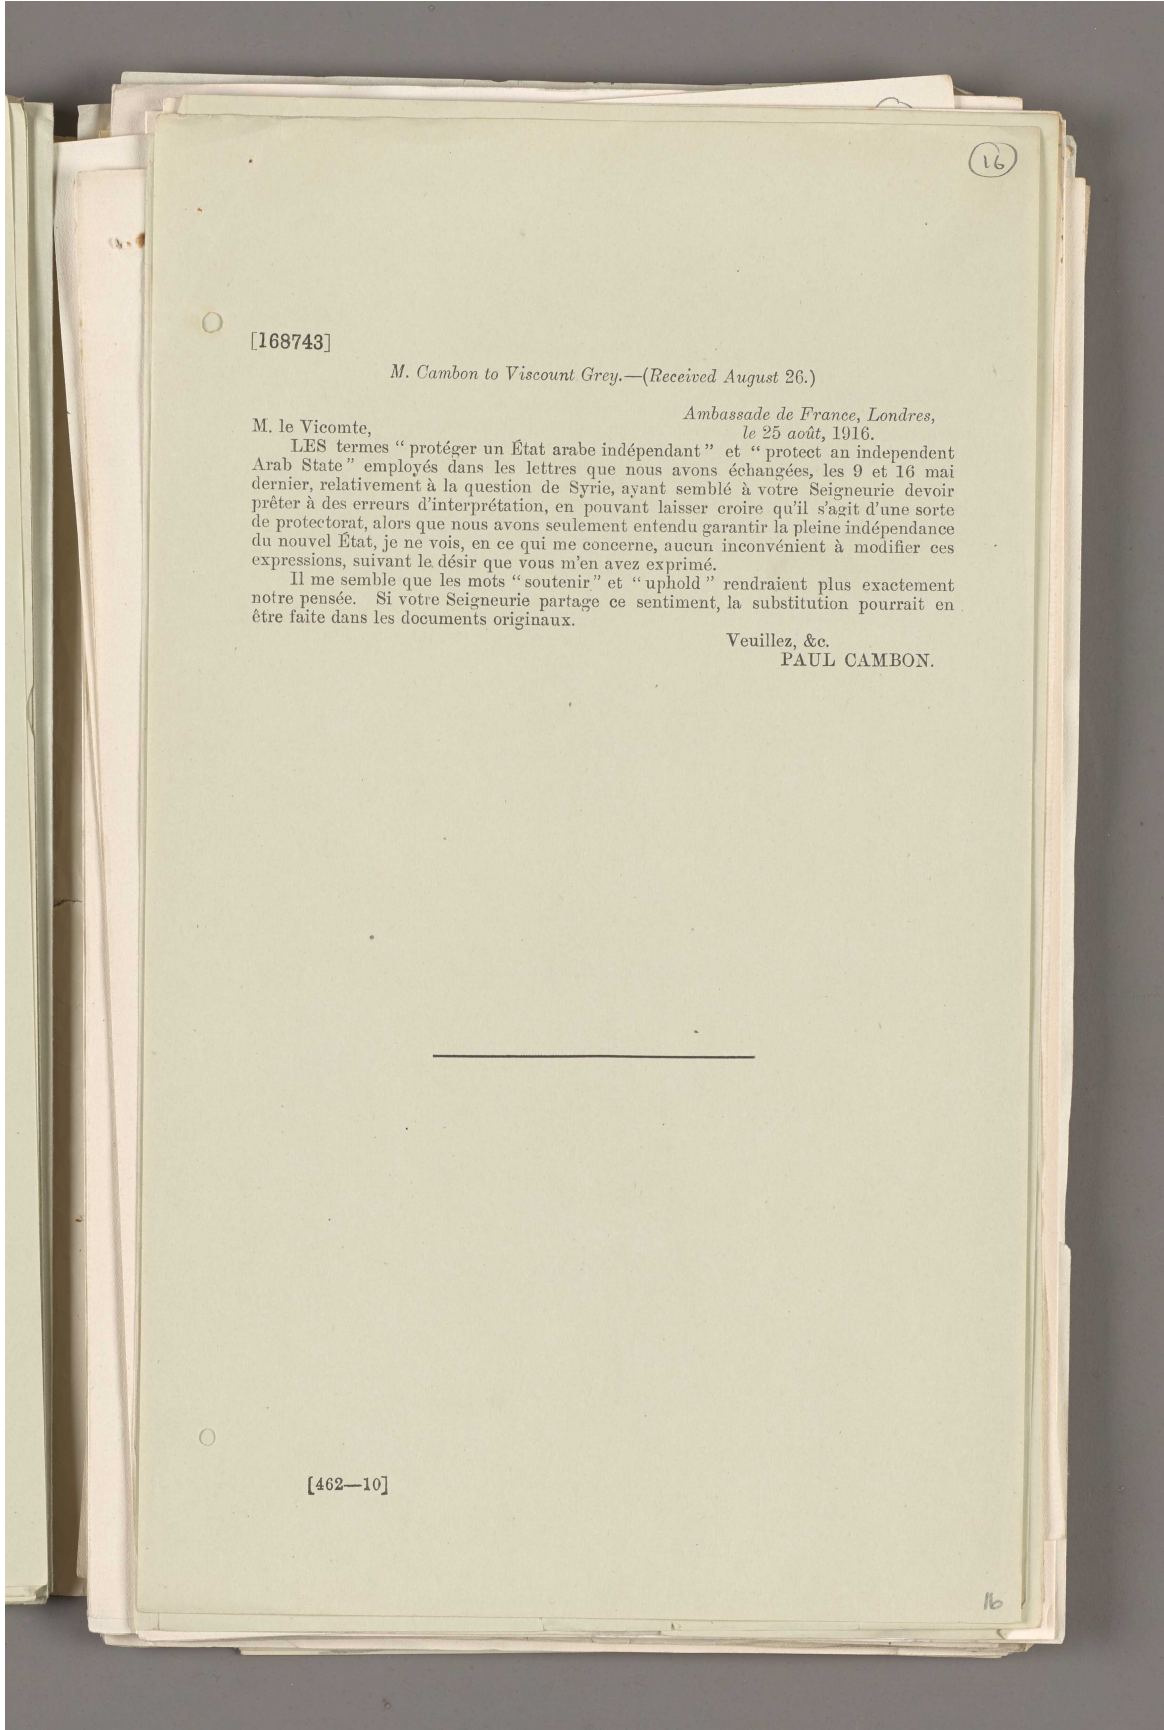 16
[168743]
M. Cambon to Viscount Grey.—(Received August 26.)
Ambassade de France, Londres,
M. le Vicomte,
le 25 août, 1916.
LES termes “ protéger un État arabe indépendant ” et “ protect an independent
Arab State ” employés dans les lettres que nous avons échangées, les 9 et 16 mai
dernier, relativement à la question de Syrie, ayant semblé à votre Seigneurie devoir
prêter à des erreurs d'interprétation, en pouvant laisser croire qu'il s'agit d'une sorte
de protectorat, alors que nous avons seulement entendu garantir la pleine indépendance
du nouvel État, je ne vois, en ce qui me concerne, aucun inconvénient à modifier ces
expressions, suivant le désir que vous m'en avez exprimé.
Il me semble que les mots “ soutenir ” et “ uphold ” rendraient plus exactement
notre pensée. Si votre Seigneurie partage ce sentiment, la substitution pourrait en
être faite dans les documents originaux.
Veuillez, &c.
PAUL CAMBON.
[462—10]
16